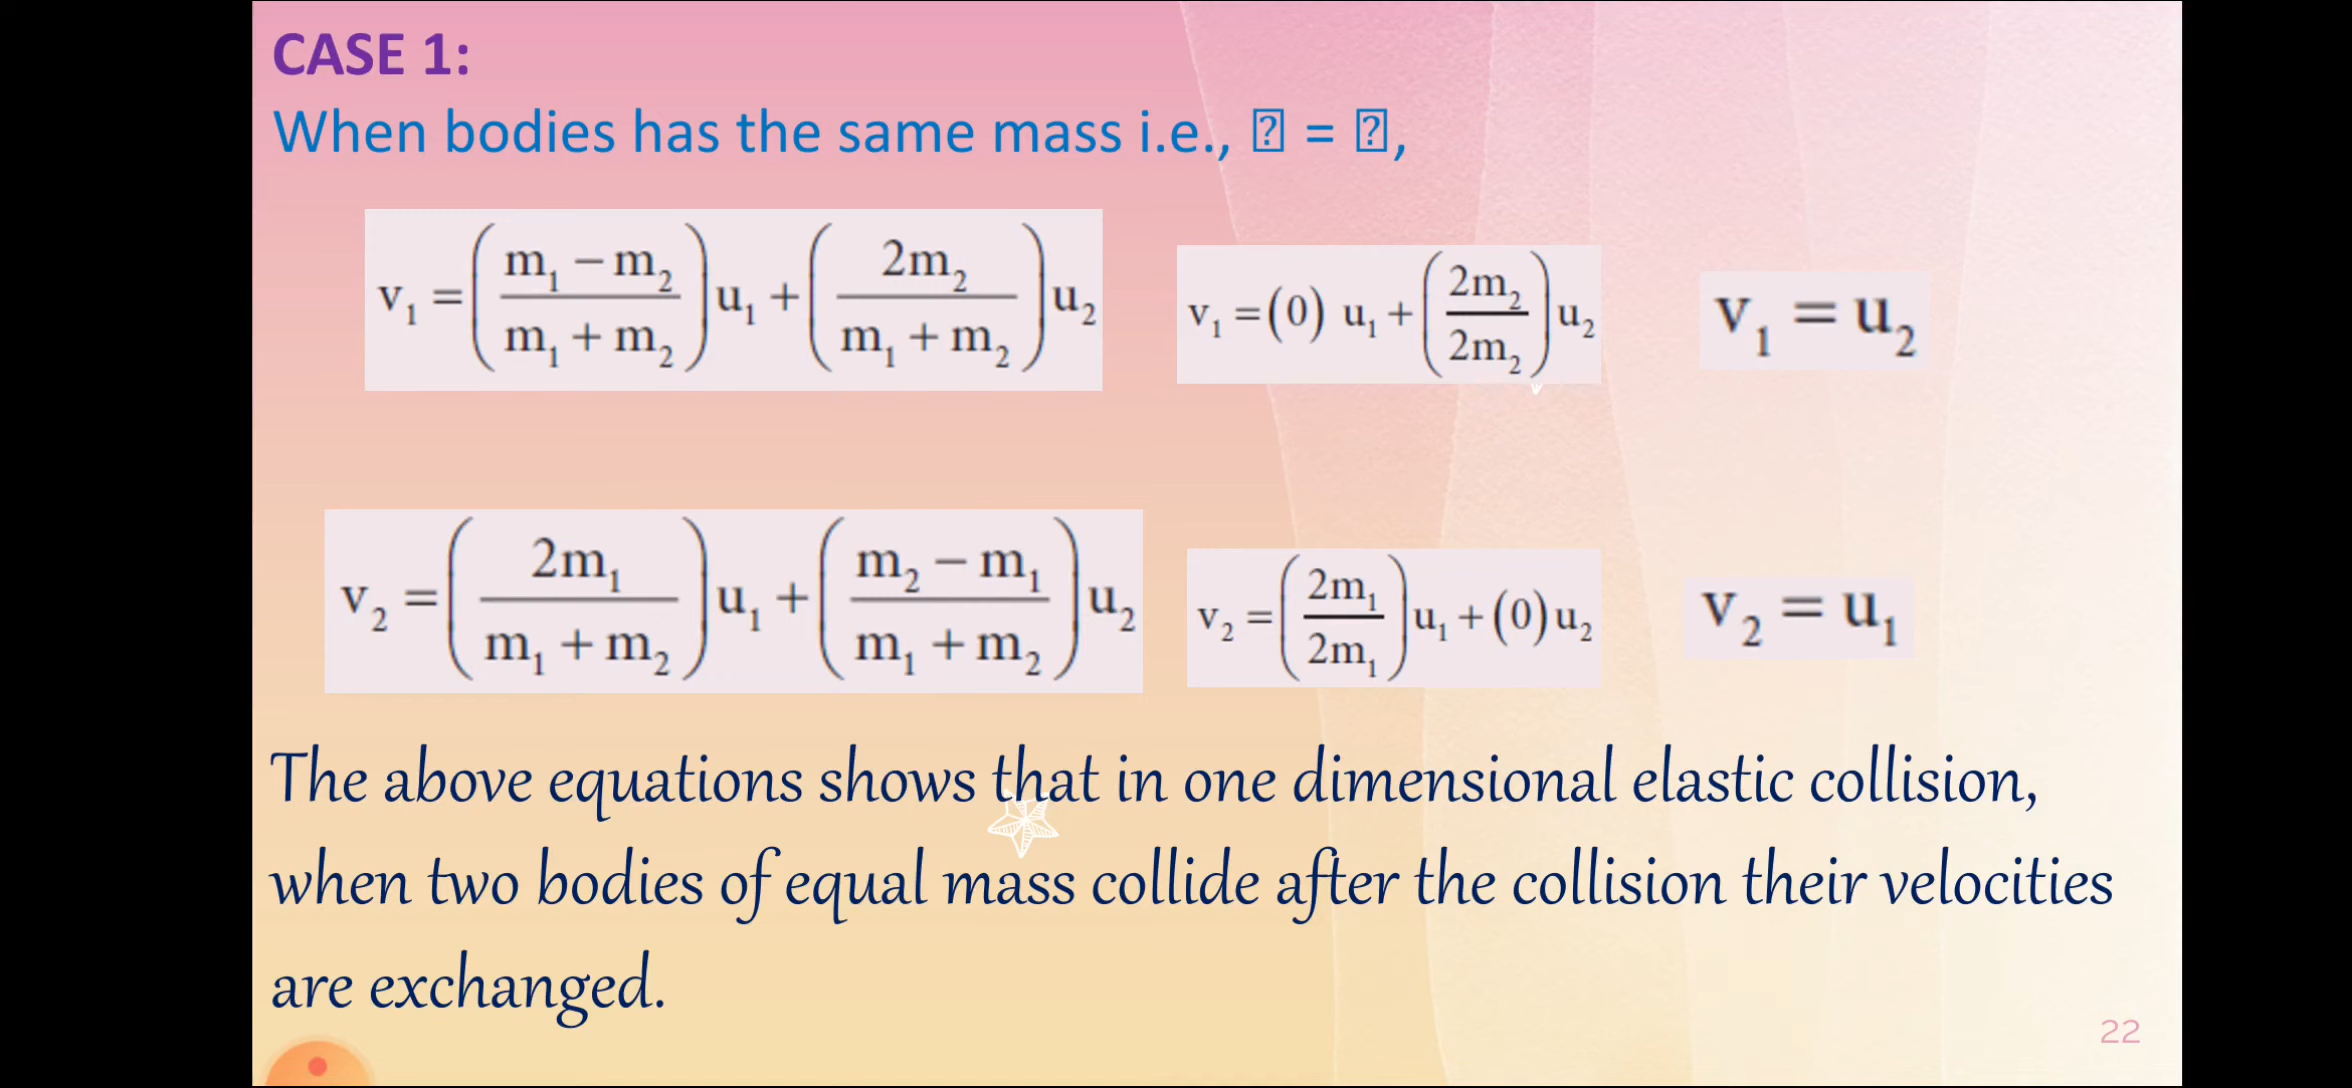 CASE 1:
When bodies has the same mass i.e., ⍰ = ⍰,
v₁ = ( (m₁ − m₂) / (m₁ + m₂) ) u₁ + ( 2m₂ / (m₁ + m₂) ) u₂
v₁ = (0) u₁ + ( 2m₂ / 2m₂ ) u₂
v₁ = u₂
v₂ = ( 2m₁ / (m₁ + m₂) ) u₁ + ( (m₂ − m₁) / (m₁ + m₂) ) u₂
v₂ = ( 2m₁ / 2m₁ ) u₁ + (0) u₂
v₂ = u₁
The above equations shows that in one dimensional elastic collision,
when two bodies of equal mass collide after the collision their velocities
are exchanged.
22